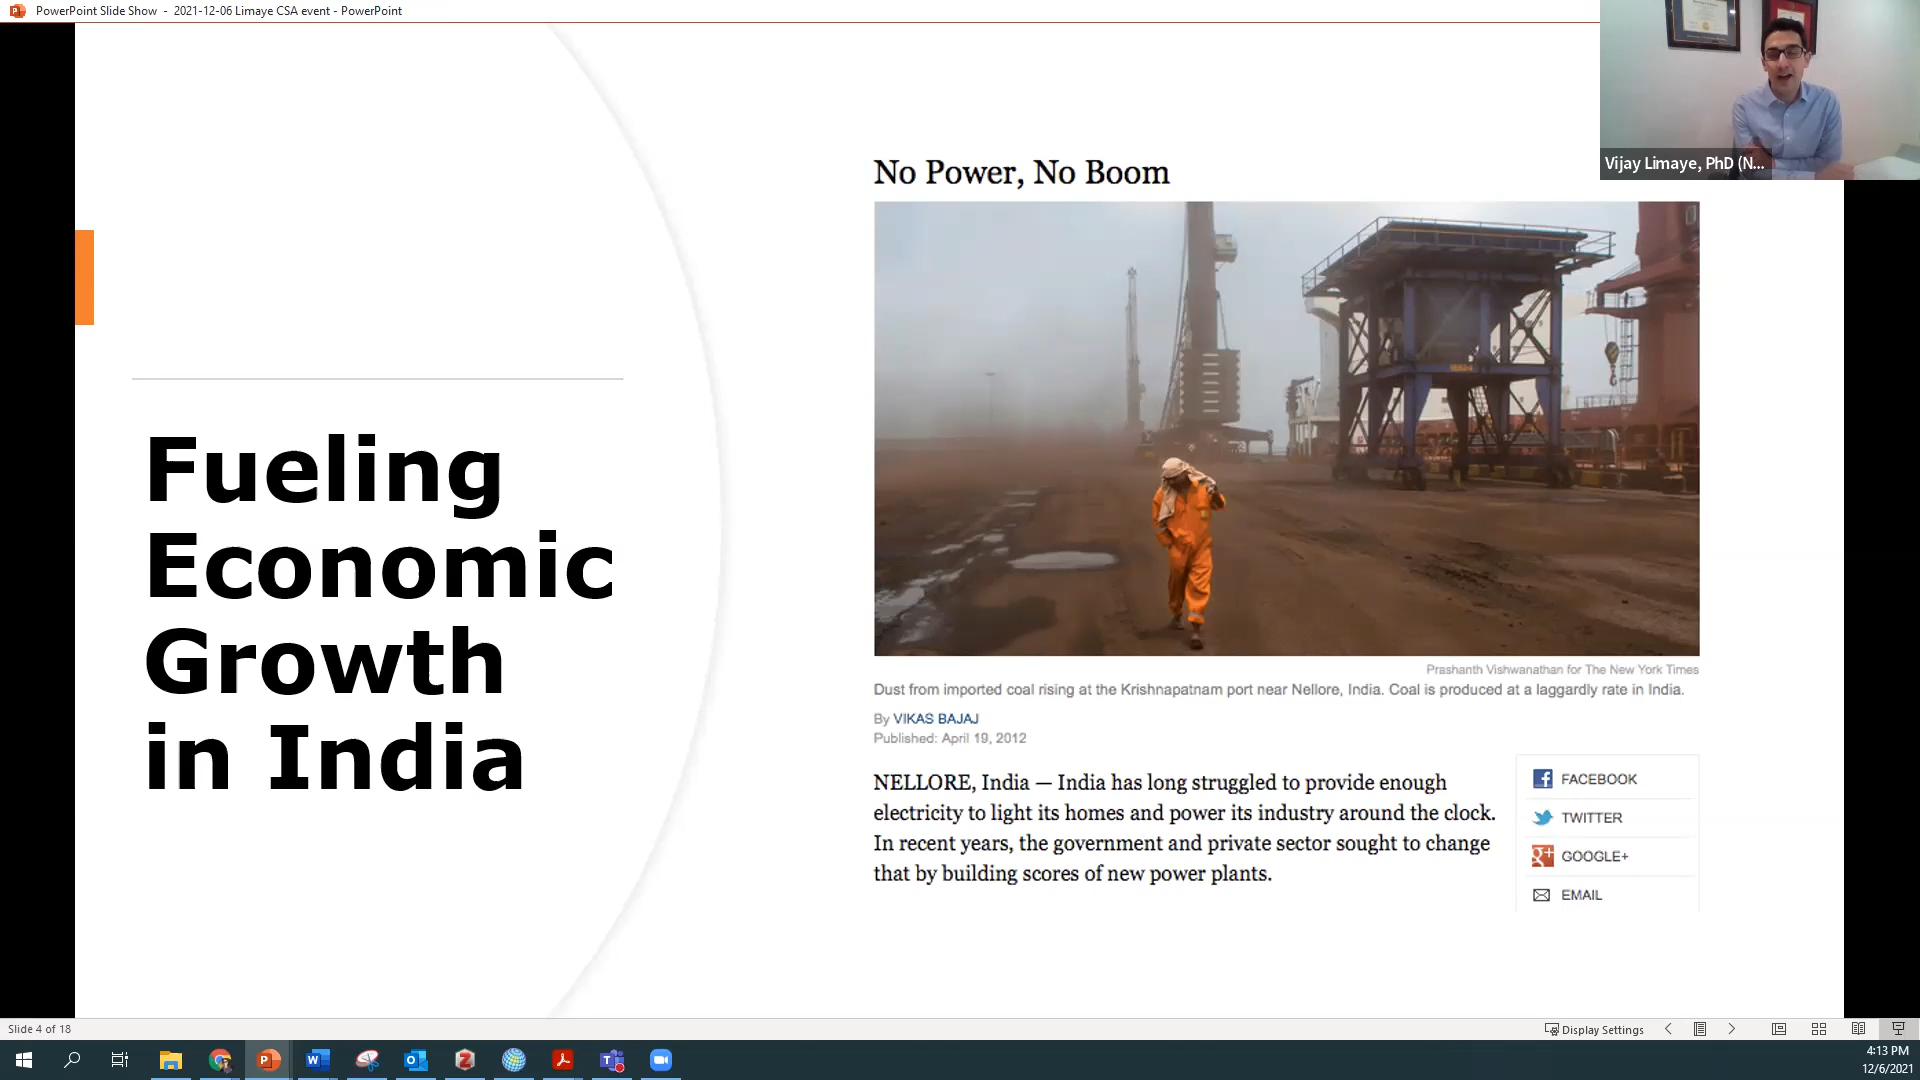 PowerPoint Slide Show - 2021-12-06 Limaye CSA event - PowerPoint
Vijay Limaye, PhD (N...
Fueling
Economic
Growth
in India
No Power, No Boom
Prashanth Vishwanathan for The New York Times
Dust from imported coal rising at the Krishnapatnam port near Nellore, India. Coal is produced at a laggardly rate in India.
By VIKAS BAJAJ
Published: April 19, 2012
NELLORE, India — India has long struggled to provide enough
electricity to light its homes and power its industry around the clock.
In recent years, the government and private sector sought to change
that by building scores of new power plants.
FACEBOOK
TWITTER
GOOGLE+
EMAIL
Slide 4 of 18
Display Settings
4:13 PM
12/6/2021